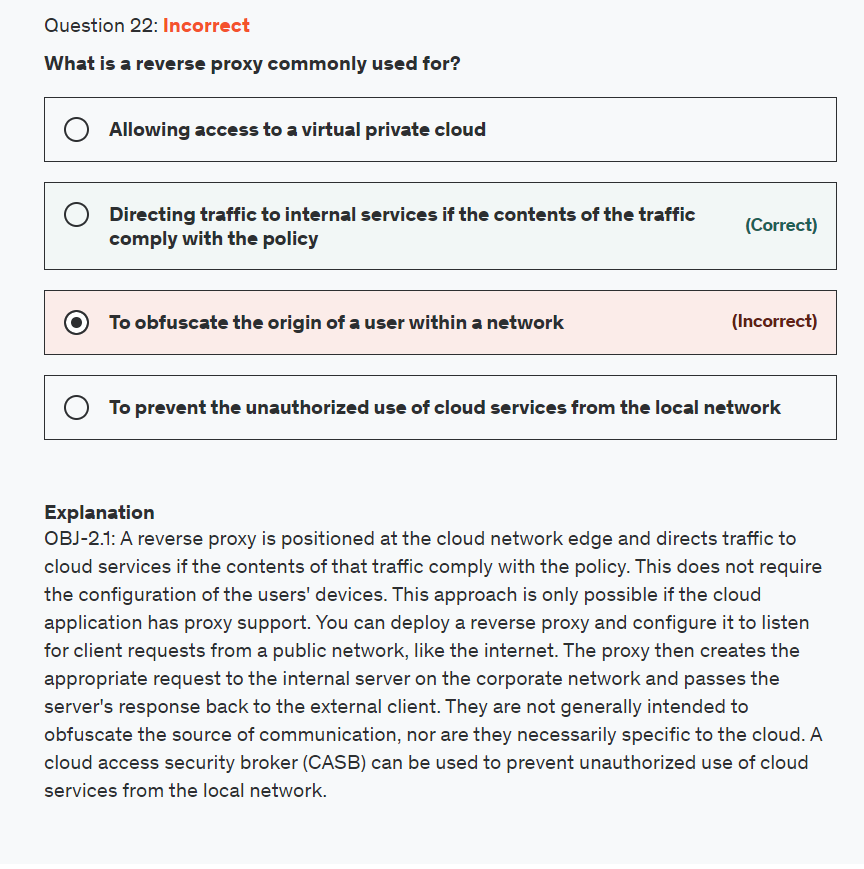 Question 22: Incorrect
What is a reverse proxy commonly used for?
Allowing access to a virtual private cloud
Directing traffic to internal services if the contents of the traffic
comply with the policy
(Correct)
To obfuscate the origin of a user within a network
(Incorrect)
To prevent the unauthorized use of cloud services from the local network
Explanation
OBJ-2.1: A reverse proxy is positioned at the cloud network edge and directs traffic to
cloud services if the contents of that traffic comply with the policy. This does not require
the configuration of the users' devices. This approach is only possible if the cloud
application has proxy support. You can deploy a reverse proxy and configure it to listen
for client requests from a public network, like the internet. The proxy then creates the
appropriate request to the internal server on the corporate network and passes the
server's response back to the external client. They are not generally intended to
obfuscate the source of communication, nor are they necessarily specific to the cloud. A
cloud access security broker (CASB) can be used to prevent unauthorized use of cloud
services from the local network.